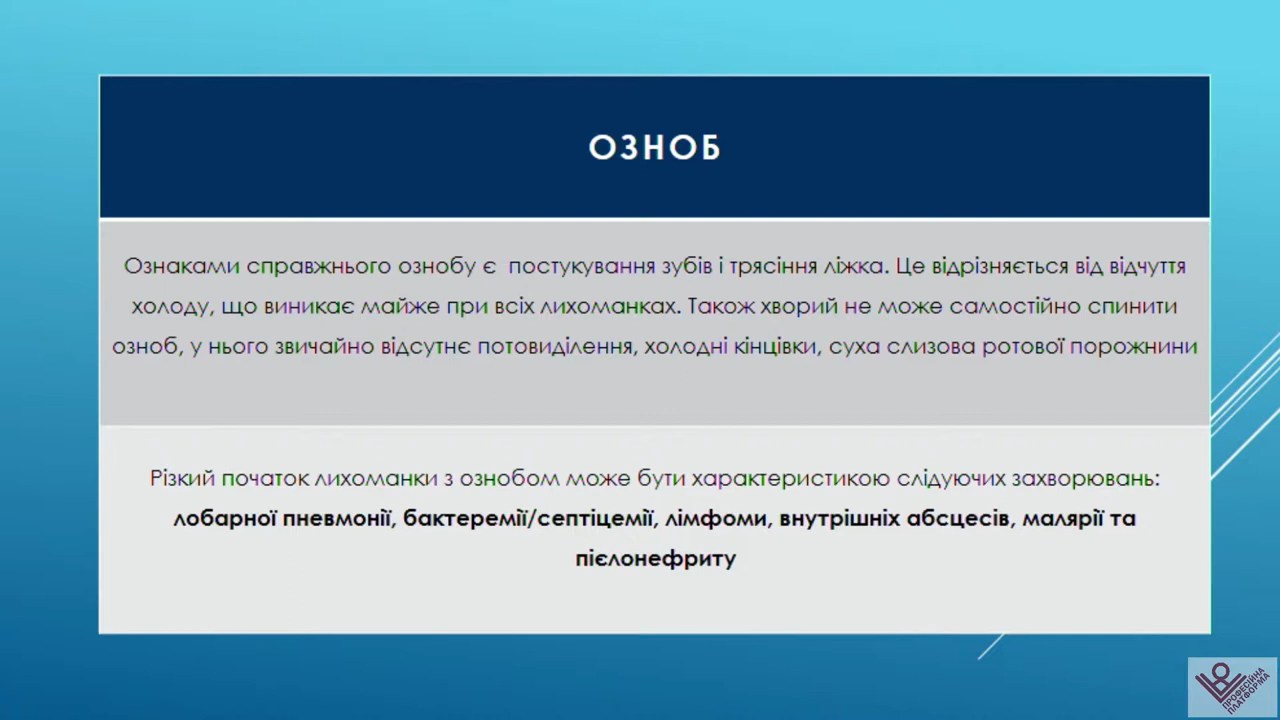 ОЗНОБ
Ознаками справжнього ознобу є постукування зубів і трясіння ліжка. Це відрізняється від відчуття
холоду, що виникає майже при всіх лихоманках. Також хворий не може самостійно спинити
озноб, у нього звичайно відсутнє потовиділення, холодні кінцівки, суха слизова ротової порожнини
Різкий початок лихоманки з ознобом може бути характеристикою слідуючих захворювань:
лобарної пневмонії, бактеремії/септіцемії, лімфоми, внутрішніх абсцесів, малярії та
пієлонефриту
ПРОФЕСІЙНА
ПЛАТФОРМА